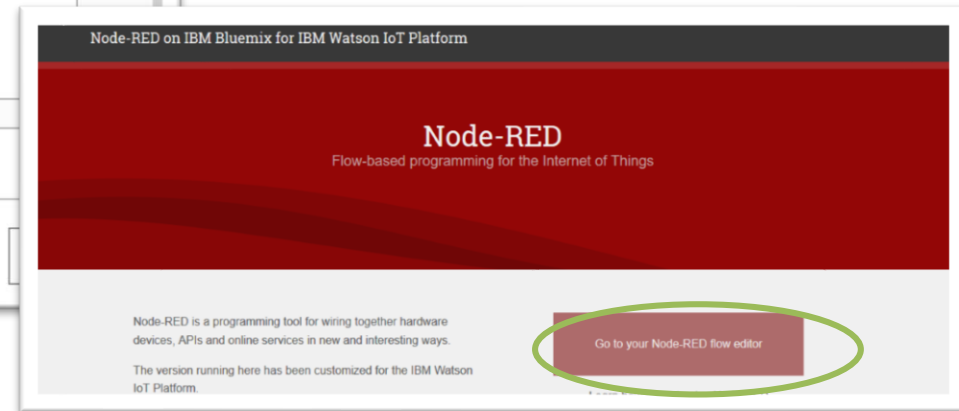 Node-RED on IBM Bluemix for IBM Watson IoT Platform
Node-RED
Flow-based programming for the Internet of Things
Node-RED is a programming tool for wiring together hardware
devices, APIs and online services in new and interesting ways.
The version running here has been customized for the IBM Watson
IoT Platform.
Go to your Node-RED flow editor